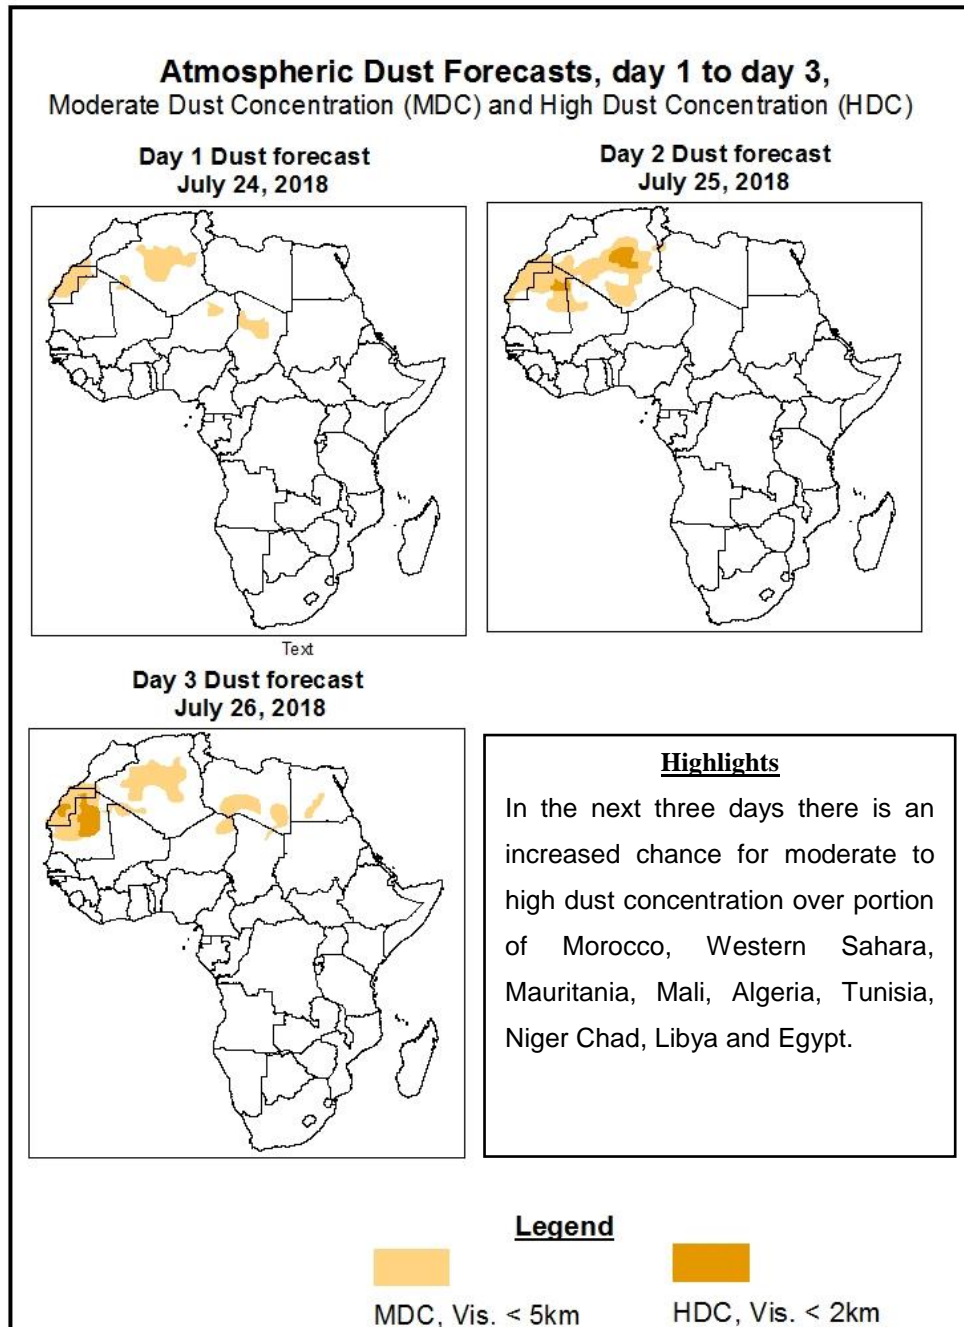 Atmospheric Dust Forecasts, day 1 to day 3,
Moderate Dust Concentration (MDC) and High Dust Concentration (HDC)
Day 1 Dust forecast
July 24, 2018
Day 2 Dust forecast
July 25, 2018
Text
Day 3 Dust forecast
July 26, 2018
Highlights
In the next three days there is an
increased chance for moderate to
high dust concentration over portion
of Morocco, Western Sahara,
Mauritania, Mali, Algeria, Tunisia,
Niger Chad, Libya and Egypt.
Legend
MDC, Vis. < 5km
HDC, Vis. < 2km